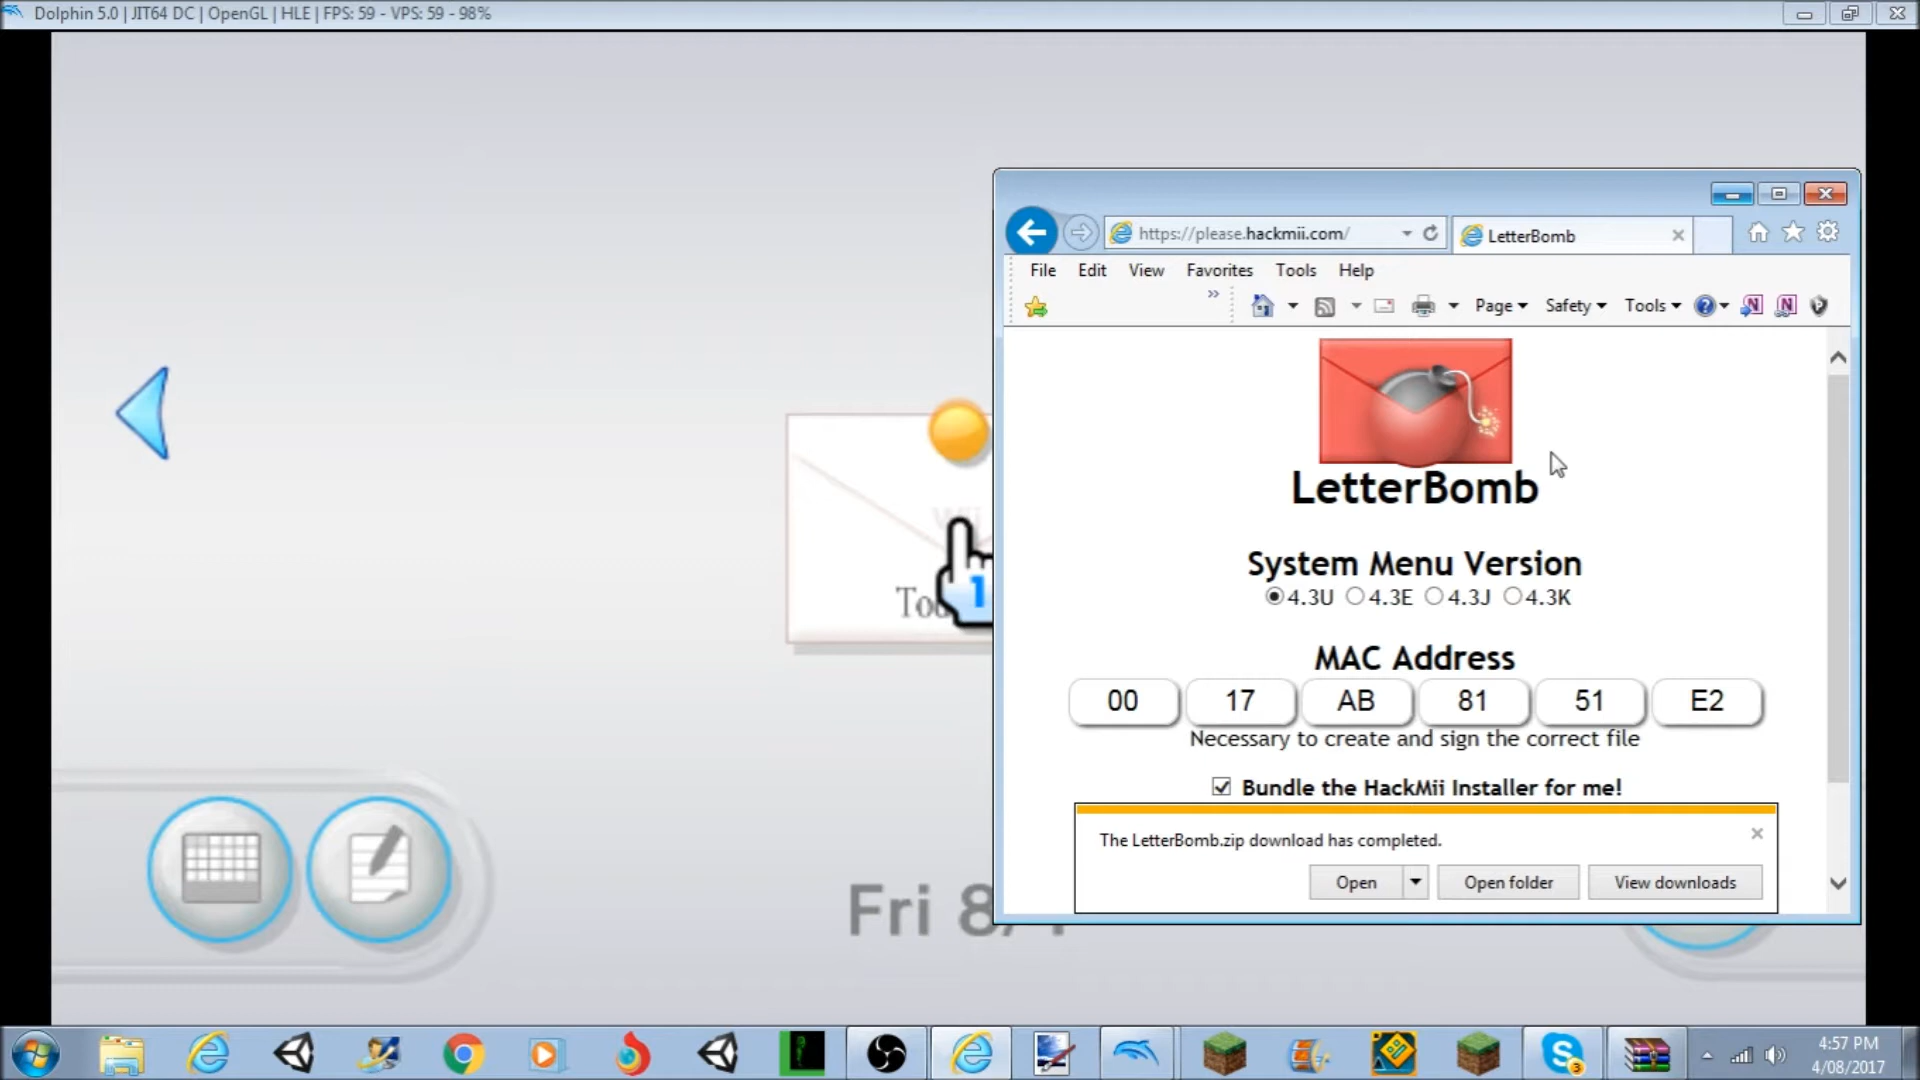 Dolphin 5.0 | JIT64 DC | OpenGL | HLE | FPS: 59 - VPS: 59 - 98%
https://please.hackmii.com/
LetterBomb
File Edit View Favorites Tools Help
Page Safety Tools
LetterBomb
System Menu Version
4.3U 4.3E 4.3J 4.3K
MAC Address
00 17 AB 81 51 E2
Necessary to create and sign the correct file
Bundle the HackMii Installer for me!
The LetterBomb.zip download has completed.
Open Open folder View downloads
1
Fri
3
4:57 PM
4/08/2017